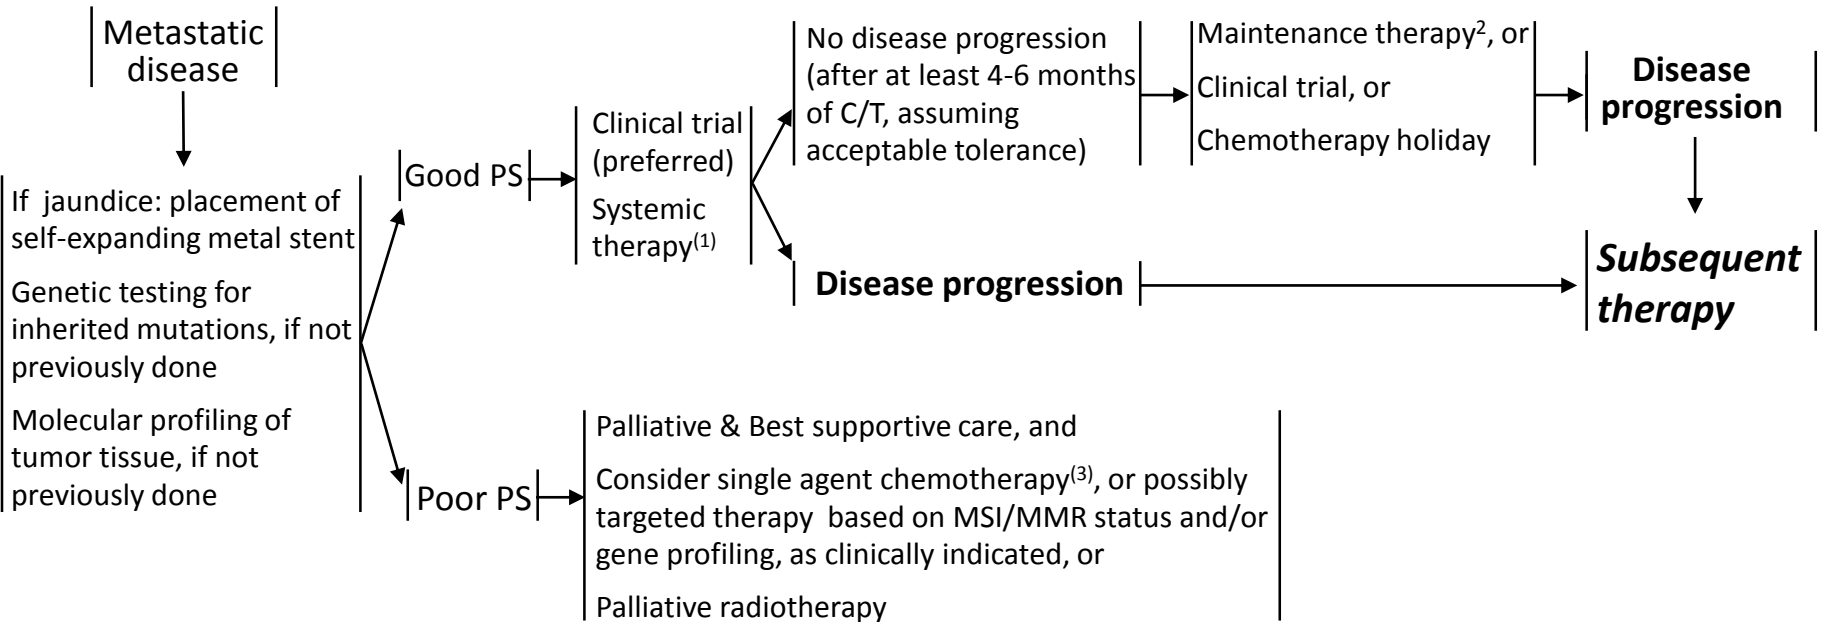 Metastatic
disease
If jaundice: placement of
self-expanding metal stent
Genetic testing for
inherited mutations, if not
previously done
Molecular profiling of
tumor tissue, if not
previously done
Good PS
Clinical trial
(preferred)
Systemic
therapy⁽¹⁾
No disease progression
(after at least 4-6 months
of C/T, assuming
acceptable tolerance)
Maintenance therapy², or
Clinical trial, or
Chemotherapy holiday
Disease
progression
Disease progression
Subsequent
therapy
Poor PS
Palliative & Best supportive care, and
Consider single agent chemotherapy⁽³⁾, or possibly
targeted therapy based on MSI/MMR status and/or
gene profiling, as clinically indicated, or
Palliative radiotherapy